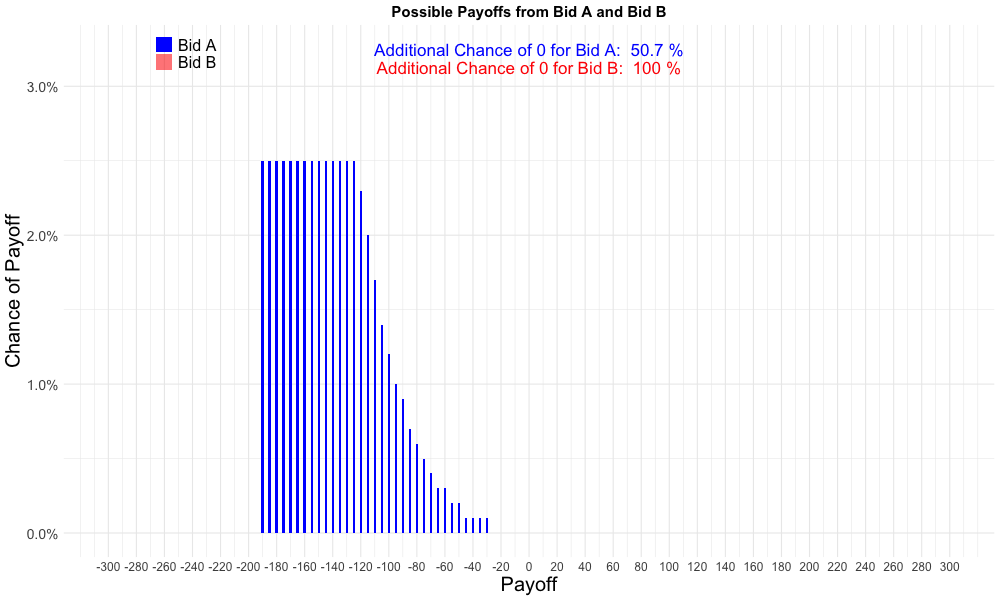 Possible Payoffs from Bid A and Bid B
Bid A
Bid B
Additional Chance of 0 for Bid A:  50.7 %
Additional Chance of 0 for Bid B:  100 %
Chance of Payoff
3.0%
2.0%
1.0%
0.0%
-300 -280 -260 -240 -220 -200 -180 -160 -140 -120 -100 -80 -60 -40 -20 0 20 40 60 80 100 120 140 160 180 200 220 240 260 280 300
Payoff